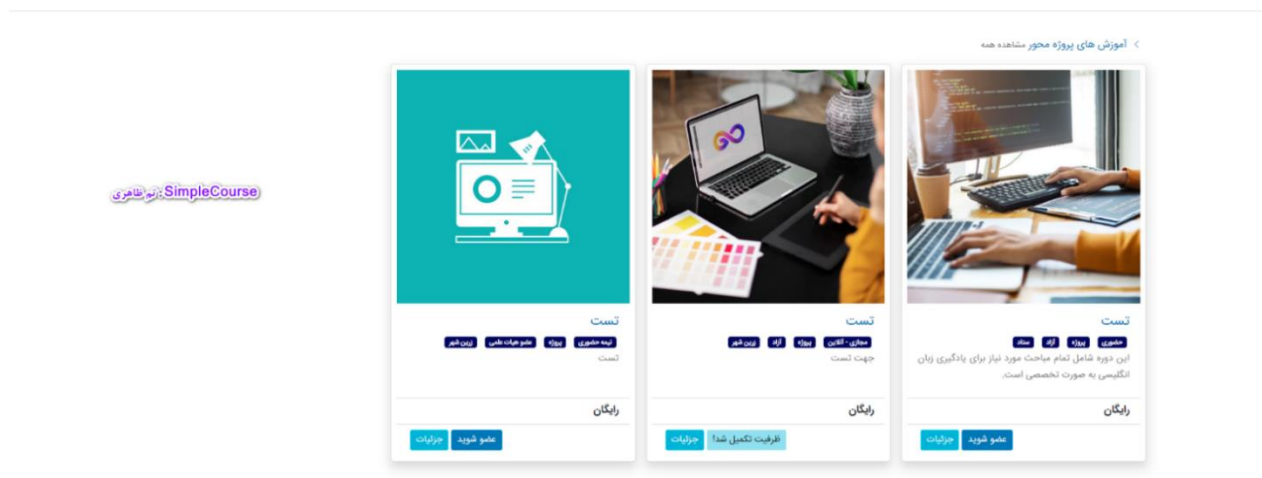 آموزش های پروژه محور مشاهده همه
تست
حضوری پروژه آزاد ستاد
این دوره شامل تمام مباحث مورد نیاز برای یادگیری زبان
انگلیسی به صورت تخصصی است.
رایگان
عضو شوید جزئیات
تست
مجازی - آنلاین پروژه آزاد زرین شهر
جهت تست
رایگان
ظرفیت تکمیل شد! جزئیات
تست
نیمه حضوری پروژه عضو هیات علمی زرین شهر
تست
رایگان
عضو شوید جزئیات
تم ظاهری: SimpleCourse